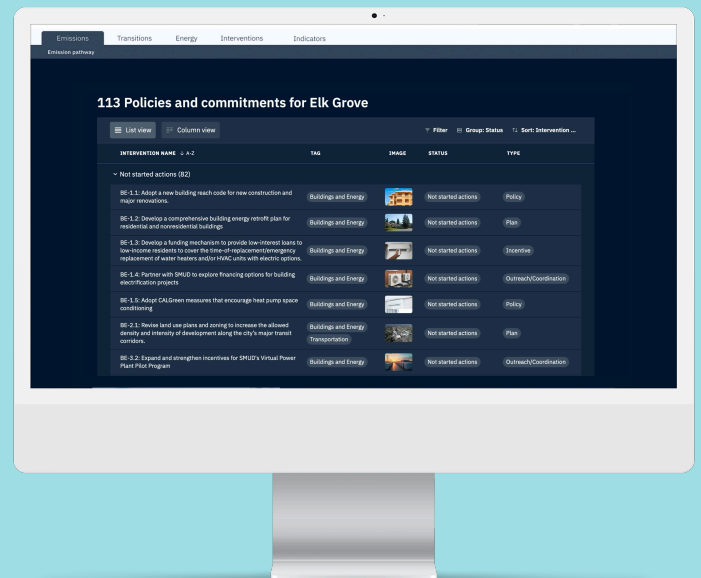 Emissions Transitions Energy Interventions Indicators
Emission pathway
113 Policies and commitments for Elk Grove
List view Column view Filter Group: Status Sort: Intervention ...
INTERVENTION NAME ↓ A-Z TAG IMAGE STATUS TYPE
Not started actions (82)
BE-1.1: Adopt a new building reach code for new construction and
major renovations.
Buildings and Energy Not started actions Policy
BE-1.2: Develop a comprehensive building energy retrofit plan for
residential and nonresidential buildings
Buildings and Energy Not started actions Plan
BE-1.3: Develop a funding mechanism to provide low-interest loans to
low-income residents to cover the time-of-replacement/emergency
replacement of water heaters and/or HVAC units with electric options.
Buildings and Energy Not started actions Incentive
BE-1.4: Partner with SMUD to explore financing options for building
electrification projects
Buildings and Energy Not started actions Outreach/Coordination
BE-1.5: Adopt CALGreen measures that encourage heat pump space
conditioning
Buildings and Energy Not started actions Policy
BE-2.1: Revise land use plans and zoning to increase the allowed
density and intensity of development along the city's major transit
corridors.
Buildings and Energy
Transportation
Not started actions Plan
BE-3.2: Expand and strengthen incentives for SMUD's Virtual Power
Plant Pilot Program
Buildings and Energy Not started actions Outreach/Coordination